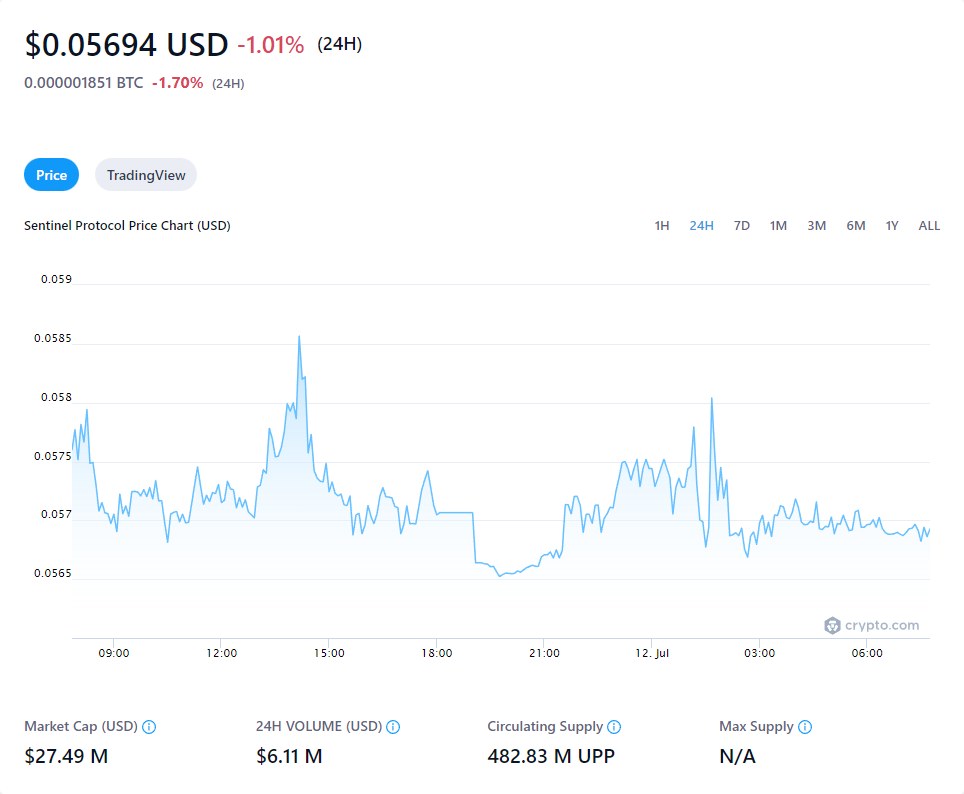 $0.05694 USD -1.01% (24H)
0.000001851 BTC -1.70% (24H)
Price TradingView
Sentinel Protocol Price Chart (USD) 1H 24H 7D 1M 3M 6M 1Y ALL
0.059
0.0585
0.058
0.0575
0.057
0.0565
crypto.com
09:00 12:00 15:00 18:00 21:00 12. Jul 03:00 06:00
Market Cap (USD) 24H VOLUME (USD) Circulating Supply Max Supply
$27.49 M $6.11 M 482.83 M UPP N/A